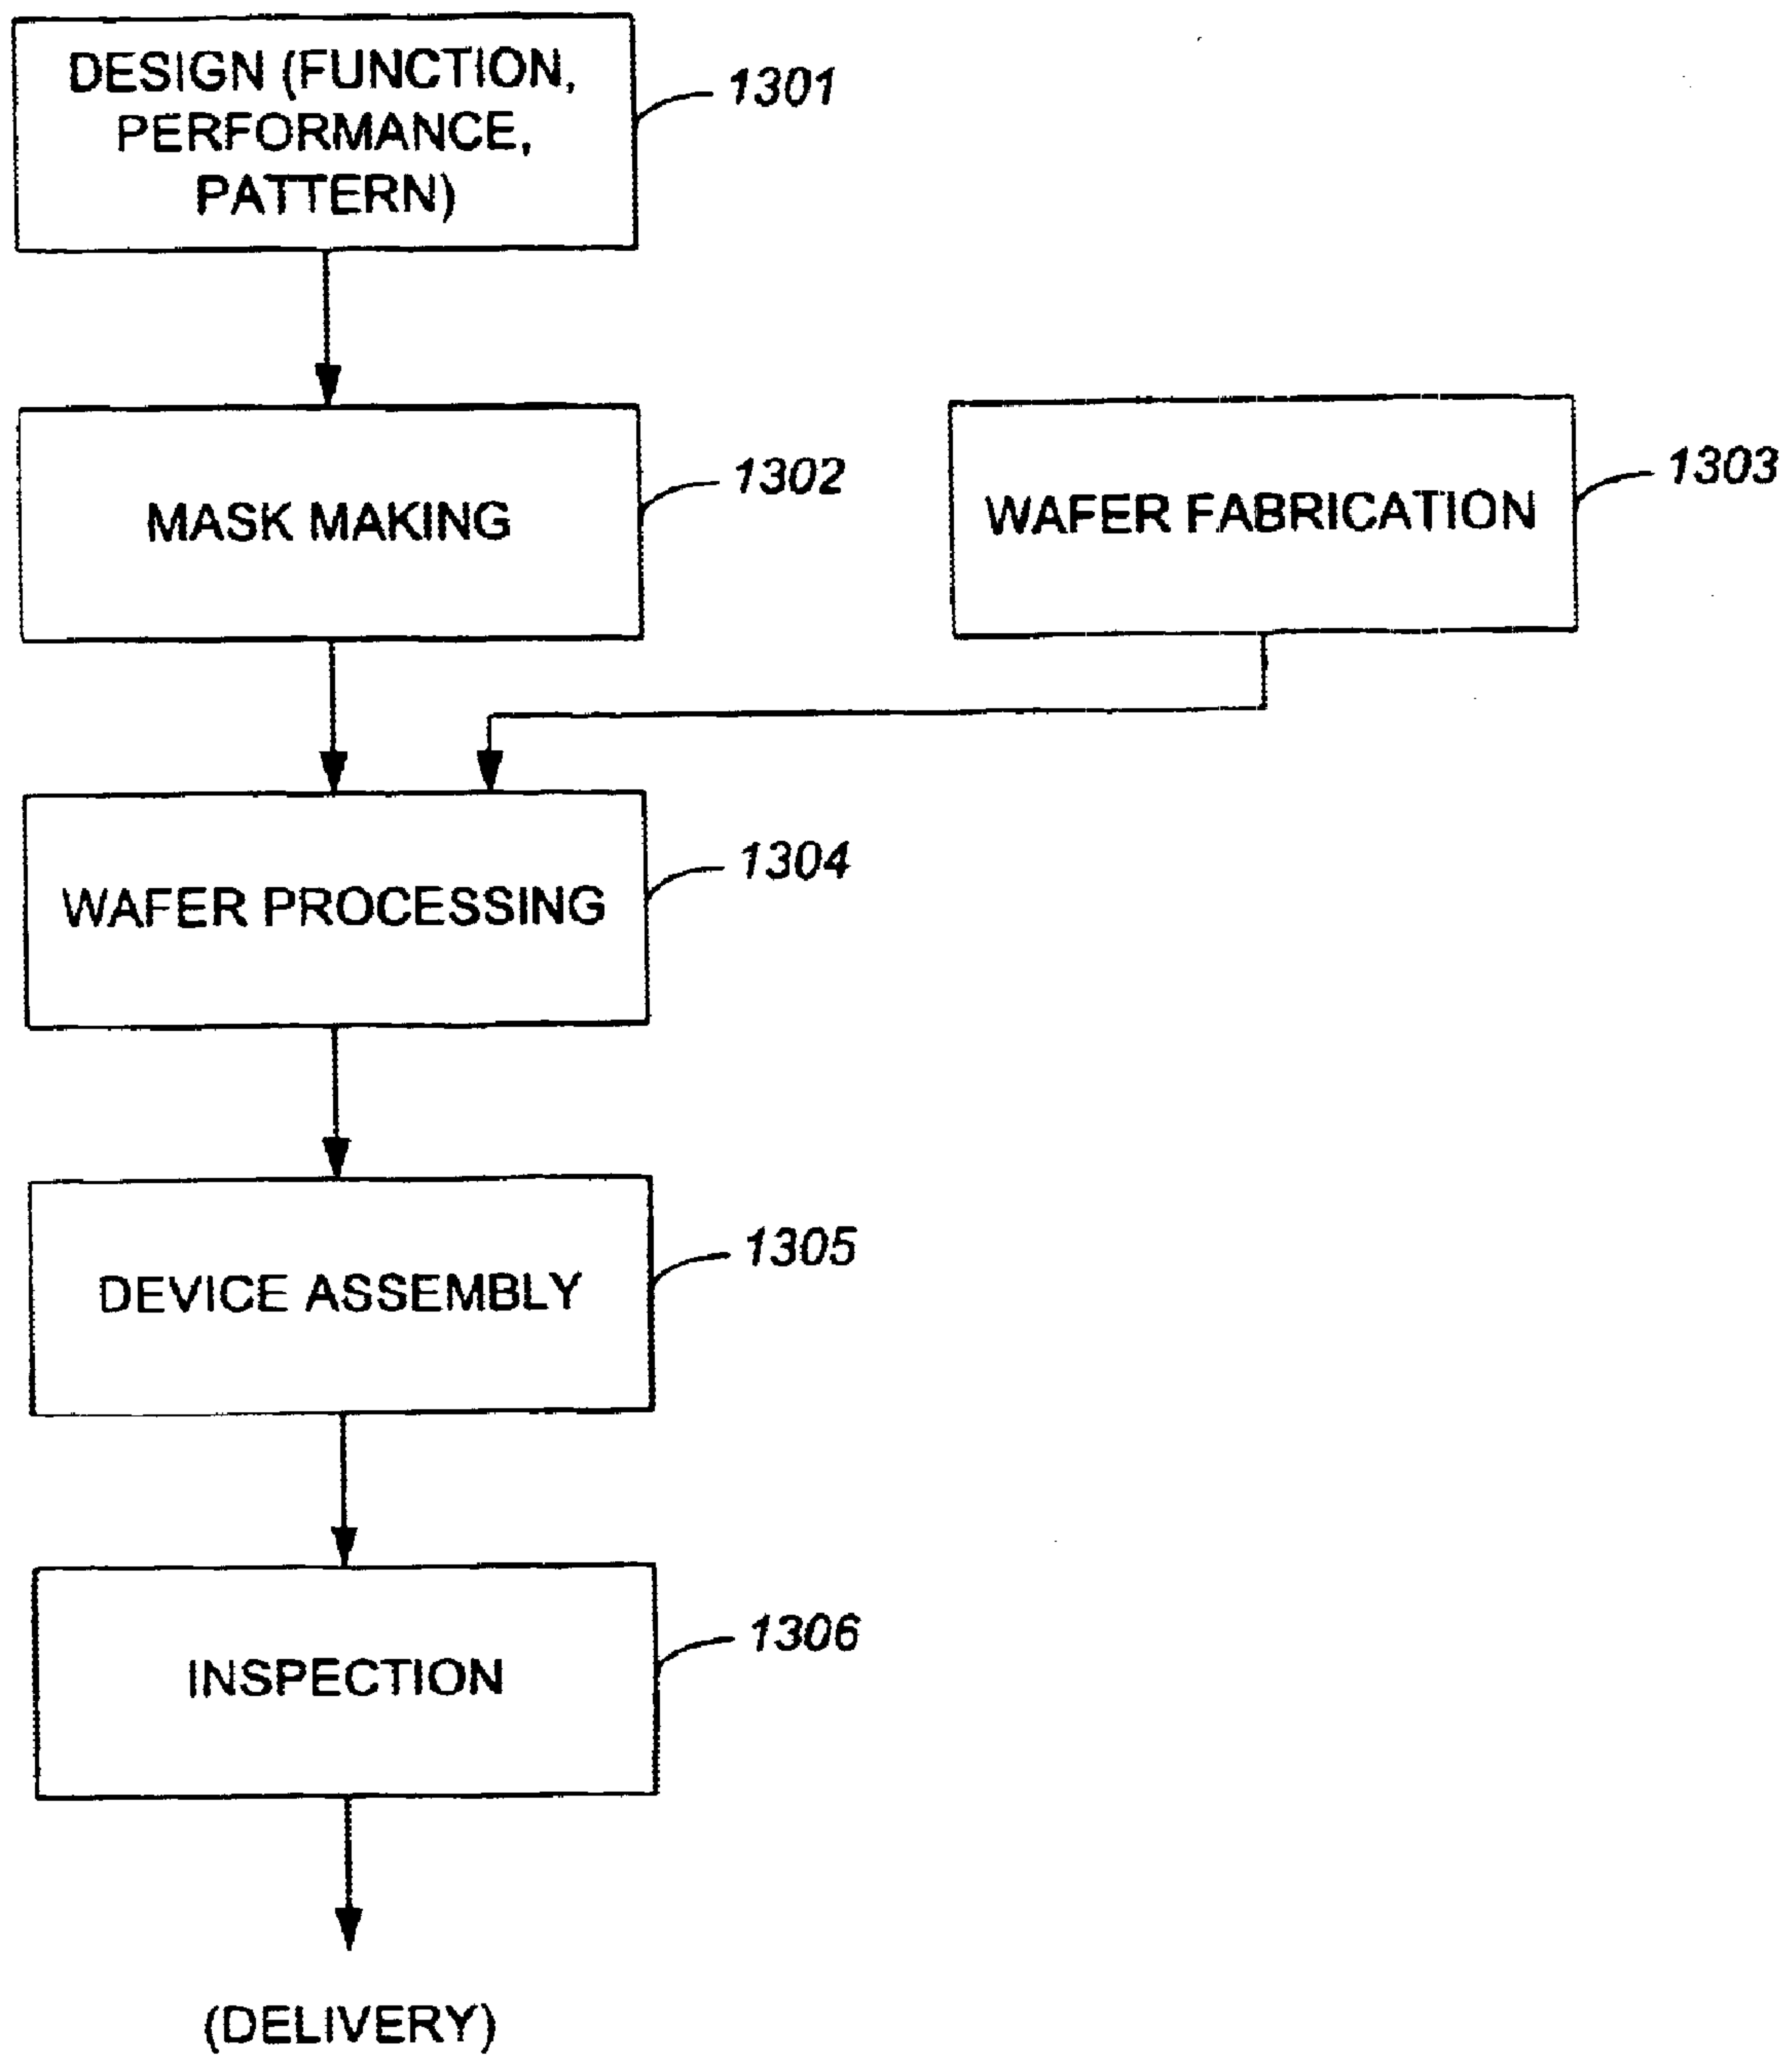 DESIGN (FUNCTION,
PERFORMANCE,
PATTERN)
1301
MASK MAKING
1302
WAFER FABRICATION
1303
WAFER PROCESSING
1304
DEVICE ASSEMBLY
1305
INSPECTION
1306
(DELIVERY)